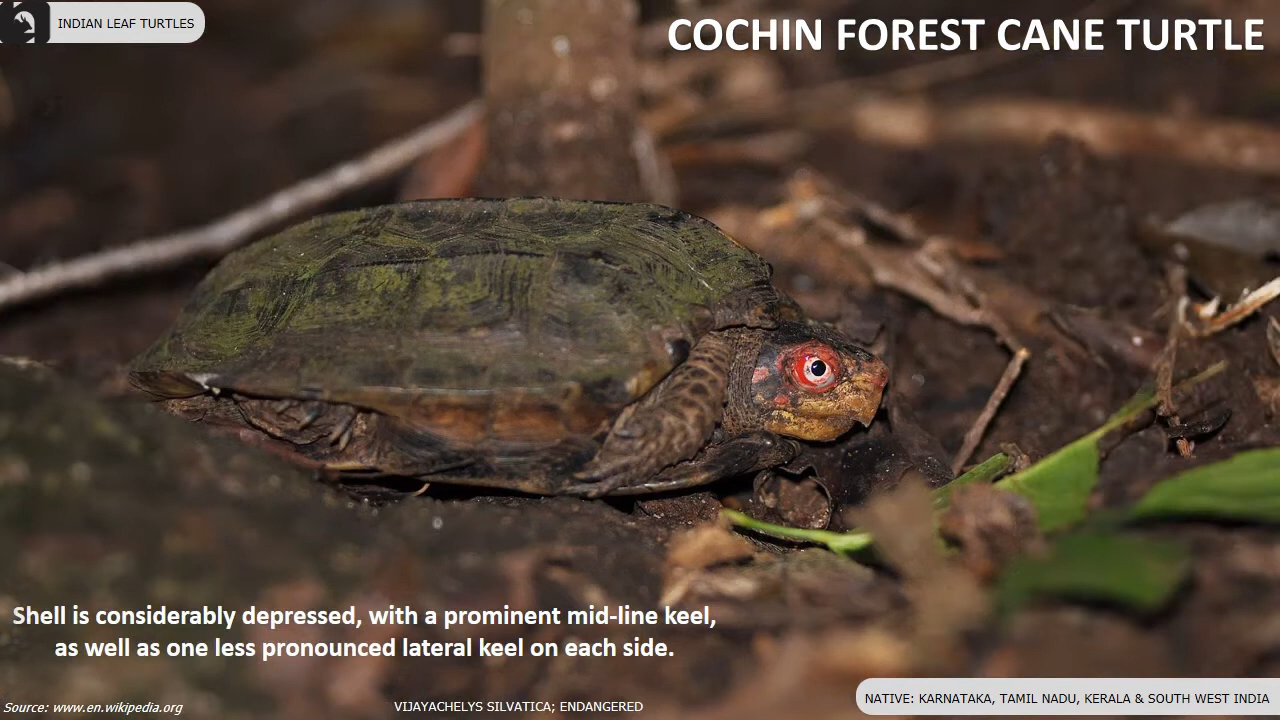 INDIAN LEAF TURTLES
COCHIN FOREST CANE TURTLE
Shell is considerably depressed, with a prominent mid-line keel,
as well as one less pronounced lateral keel on each side.
Source: www.en.wikipedia.org
VIJAYACHELYS SILVATICA; ENDANGERED
NATIVE: KARNATAKA, TAMIL NADU, KERALA & SOUTH WEST INDIA